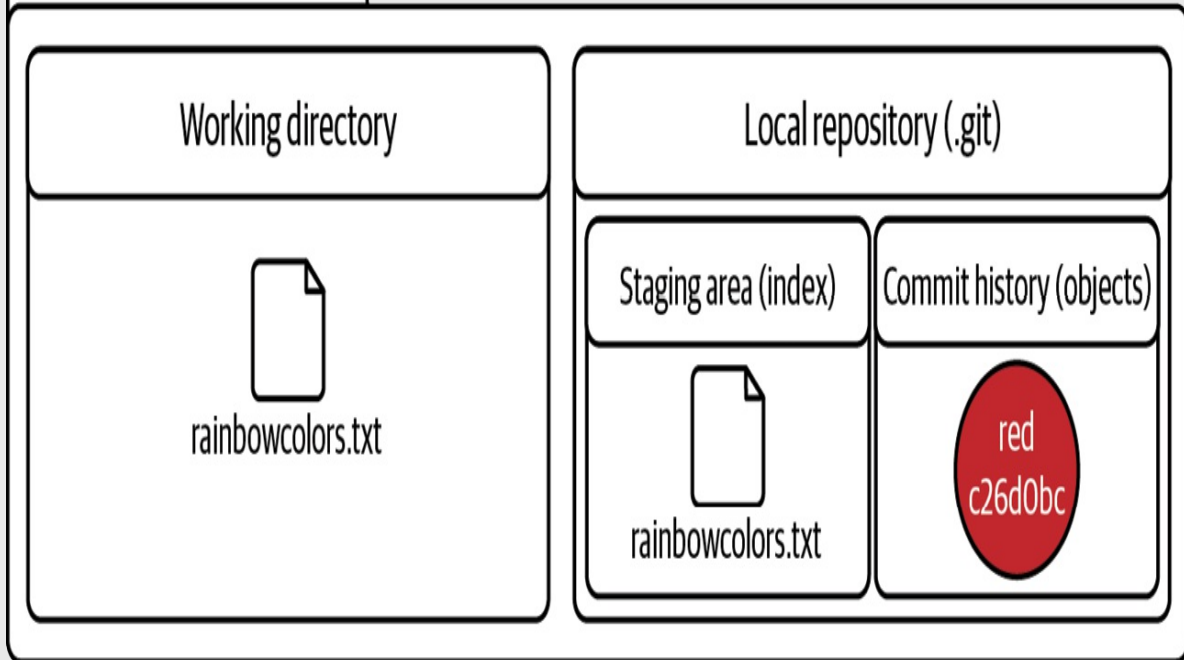 Working directory
rainbowcolors.txt
Local repository (.git)
Staging area (index)
rainbowcolors.txt
Commit history (objects)
red
c26d0bc